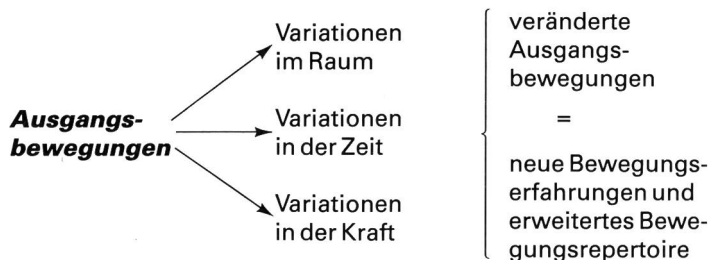 Ausgangs-
bewegungen
Variationen
im Raum
Variationen
in der Zeit
Variationen
in der Kraft
veränderte
Ausgangs-
bewegungen
=
neue Bewegungs-
erfahrungen und
erweitertes Bewe-
gungsrepertoire